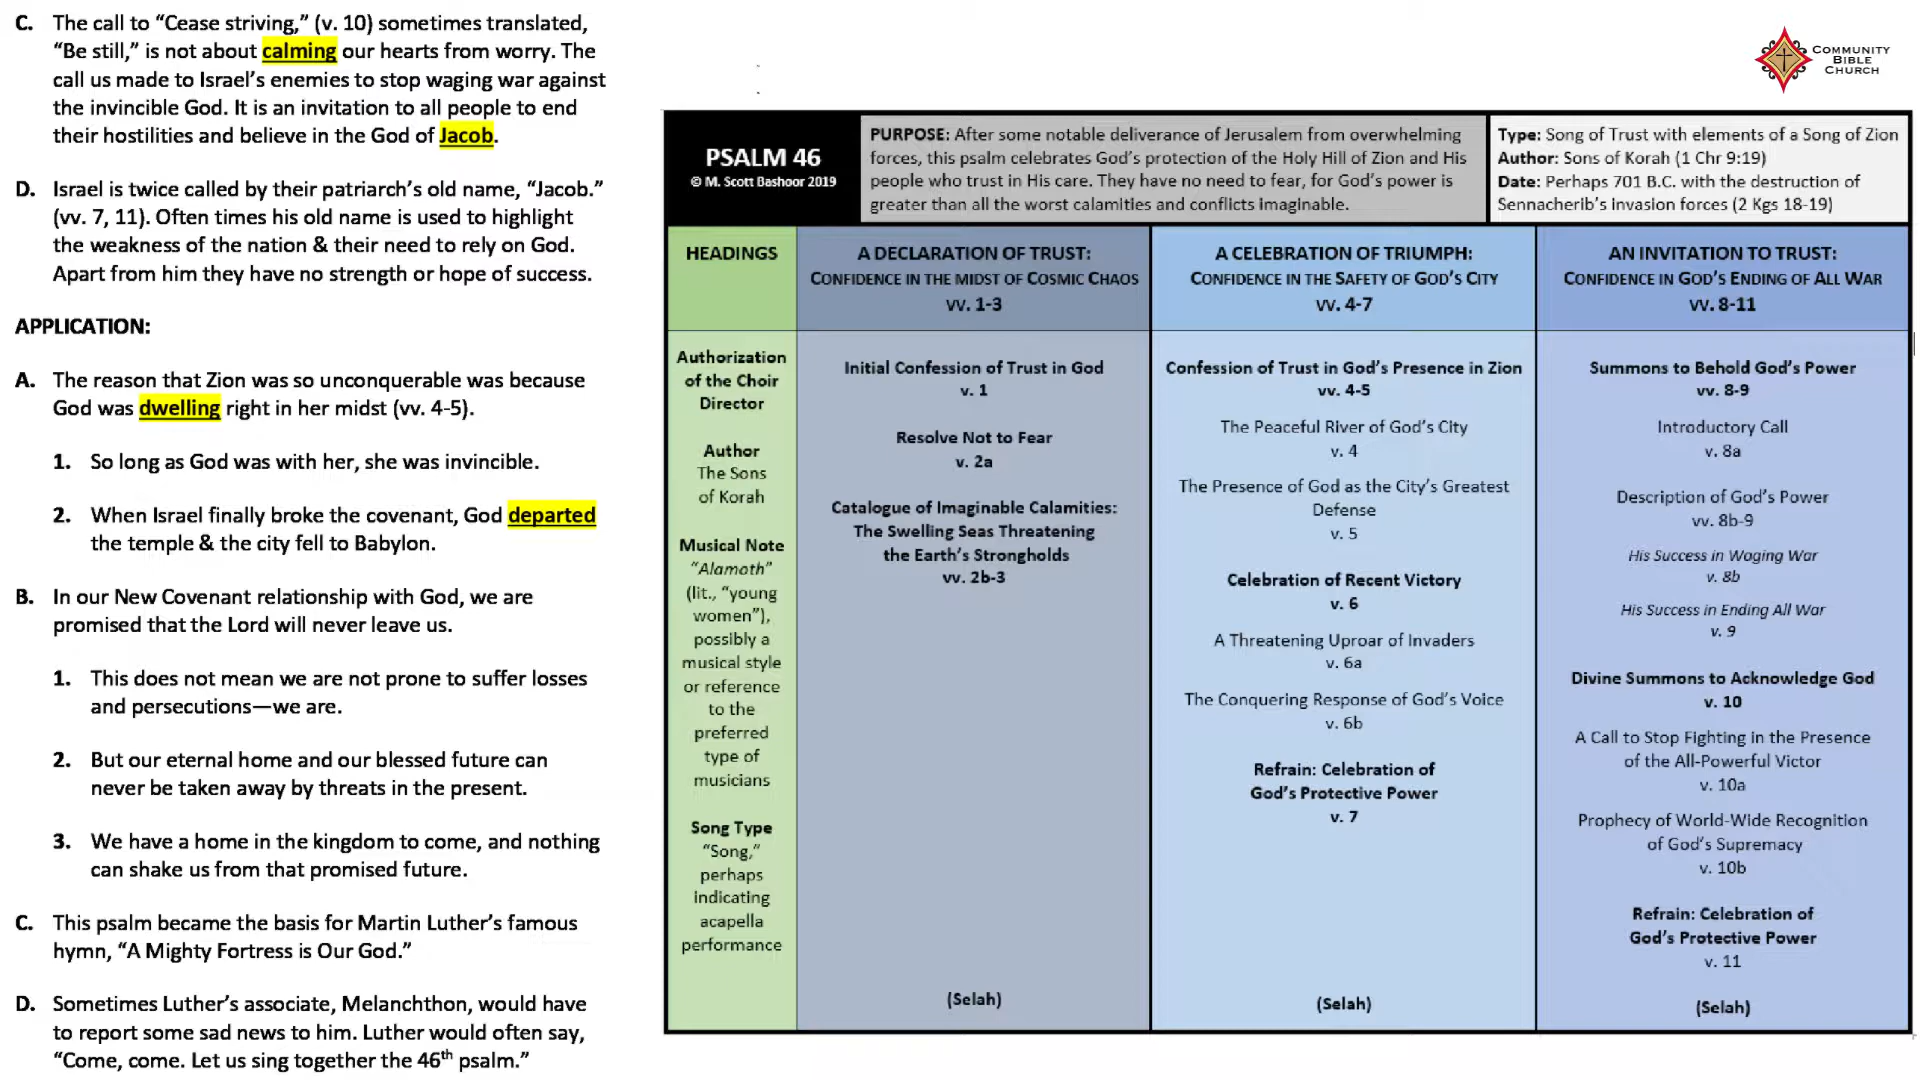 C. The call to “Cease striving,” (v. 10) sometimes translated,
“Be still,” is not about calming our hearts from worry. The
call us made to Israel’s enemies to stop waging war against
the invincible God. It is an invitation to all people to end
their hostilities and believe in the God of Jacob.
D. Israel is twice called by their patriarch’s old name, “Jacob.”
(vv. 7, 11). Often times his old name is used to highlight
the weakness of the nation & their need to rely on God.
Apart from him they have no strength or hope of success.
APPLICATION:
A. The reason that Zion was so unconquerable was because
God was dwelling right in her midst (vv. 4-5).
1. So long as God was with her, she was invincible.
2. When Israel finally broke the covenant, God departed
the temple & the city fell to Babylon.
B. In our New Covenant relationship with God, we are
promised that the Lord will never leave us.
1. This does not mean we are not prone to suffer losses
and persecutions—we are.
2. But our eternal home and our blessed future can
never be taken away by threats in the present.
3. We have a home in the kingdom to come, and nothing
can shake us from that promised future.
C. This psalm became the basis for Martin Luther’s famous
hymn, “A Mighty Fortress is Our God.”
D. Sometimes Luther’s associate, Melanchthon, would have
to report some sad news to him. Luther would often say,
“Come, come. Let us sing together the 46th psalm.”
COMMUNITY
BIBLE
CHURCH
PSALM 46
© M. Scott Bashoor 2019
PURPOSE: After some notable deliverance of Jerusalem from overwhelming
forces, this psalm celebrates God’s protection of the Holy Hill of Zion and His
people who trust in His care. They have no need to fear, for God’s power is
greater than all the worst calamities and conflicts imaginable.
Type: Song of Trust with elements of a Song of Zion
Author: Sons of Korah (1 Chr 9:19)
Date: Perhaps 701 B.C. with the destruction of
Sennacherib’s invasion forces (2 Kgs 18-19)
HEADINGS
Authorization
of the Choir
Director
Author
The Sons
of Korah
Musical Note
“Alamoth”
(lit., “young
women”),
possibly a
musical style
or reference
to the
preferred
type of
musicians
Song Type
“Song,”
perhaps
indicating
acapella
performance
A DECLARATION OF TRUST:
CONFIDENCE IN THE MIDST OF COSMIC CHAOS
VV. 1-3
Initial Confession of Trust in God
v. 1
Resolve Not to Fear
v. 2a
Catalogue of Imaginable Calamities:
The Swelling Seas Threatening
the Earth’s Strongholds
vv. 2b-3
(Selah)
A CELEBRATION OF TRIUMPH:
CONFIDENCE IN THE SAFETY OF GOD’S CITY
VV. 4-7
Confession of Trust in God’s Presence in Zion
vv. 4-5
The Peaceful River of God’s City
v. 4
The Presence of God as the City’s Greatest
Defense
v. 5
Celebration of Recent Victory
v. 6
A Threatening Uproar of Invaders
v. 6a
The Conquering Response of God’s Voice
v. 6b
Refrain: Celebration of
God’s Protective Power
v. 7
(Selah)
AN INVITATION TO TRUST:
CONFIDENCE IN GOD’S ENDING OF ALL WAR
VV. 8-11
Summons to Behold God’s Power
vv. 8-9
Introductory Call
v. 8a
Description of God’s Power
vv. 8b-9
His Success in Waging War
v. 8b
His Success in Ending All War
v. 9
Divine Summons to Acknowledge God
v. 10
A Call to Stop Fighting in the Presence
of the All-Powerful Victor
v. 10a
Prophecy of World-Wide Recognition
of God’s Supremacy
v. 10b
Refrain: Celebration of
God’s Protective Power
v. 11
(Selah)